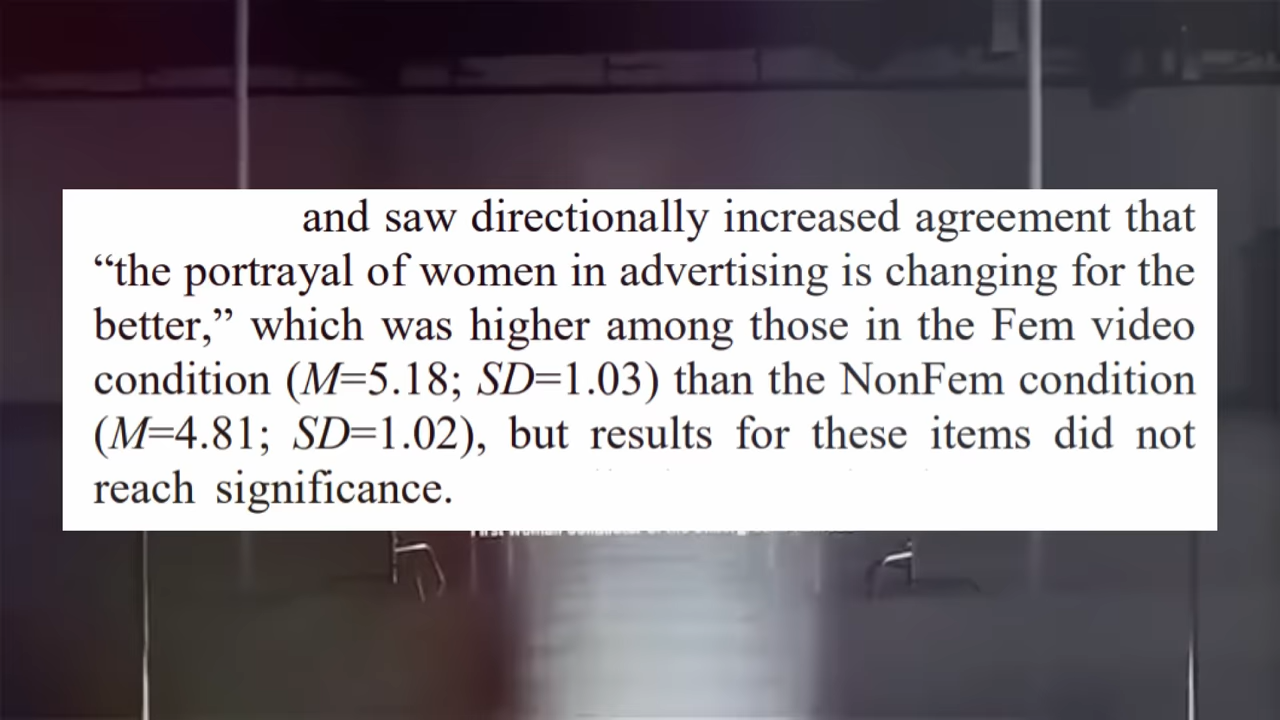 and saw directionally increased agreement that
“the portrayal of women in advertising is changing for the
better,” which was higher among those in the Fem video
condition (M=5.18; SD=1.03) than the NonFem condition
(M=4.81; SD=1.02), but results for these items did not
reach significance.